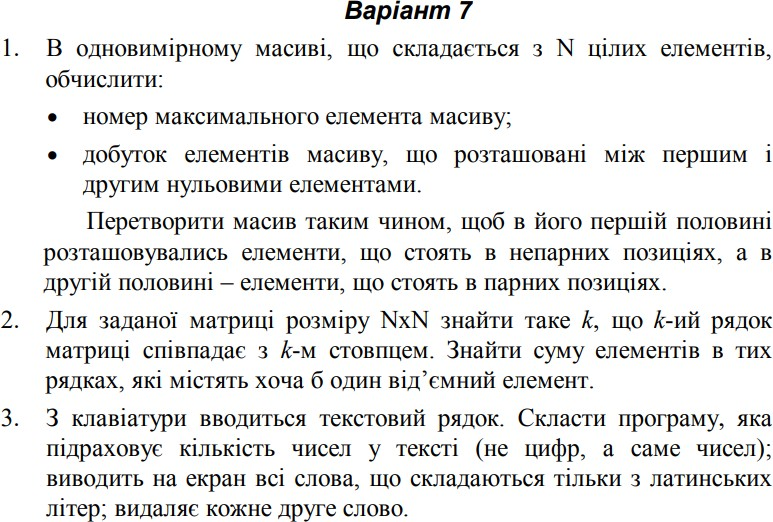 Варіант 7
1. В одновимірному масиві, що складається з N цілих елементів,
обчислити:
• номер максимального елемента масиву;
• добуток елементів масиву, що розташовані між першим і
другим нульовими елементами.
Перетворити масив таким чином, щоб в його першій половині
розташовувались елементи, що стоять в непарних позиціях, а в
другій половині – елементи, що стоять в парних позиціях.
2. Для заданої матриці розміру NxN знайти таке k, що k-ий рядок
матриці співпадає з k-м стовпцем. Знайти суму елементів в тих
рядках, які містять хоча б один від’ємний елемент.
3. З клавіатури вводиться текстовий рядок. Скласти програму, яка
підраховує кількість чисел у тексті (не цифр, а саме чисел);
виводить на екран всі слова, що складаються тільки з латинських
літер; видаляє кожне друге слово.